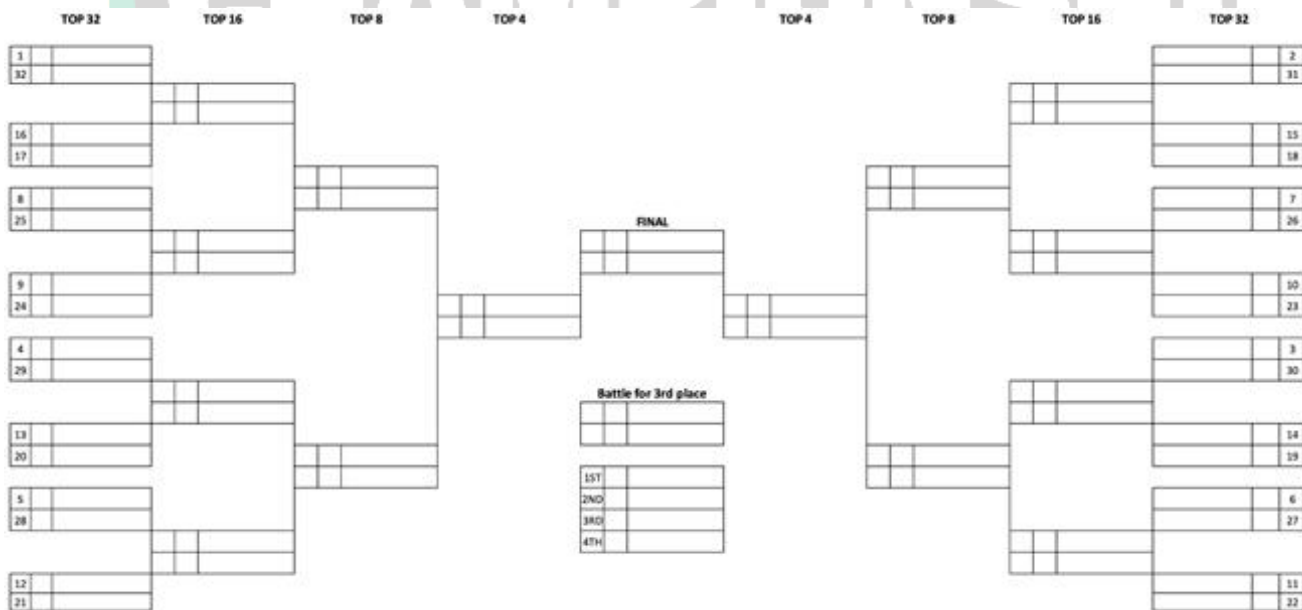 TOP 32 TOP 16 TOP 8 TOP 4 TOP 4 TOP 8 TOP 16 TOP 32
1 2
32 31
16 15
17 18
8 7
25 26
FINAL
9 10
24 23
4 3
29 30
Battle for 3rd place
13 14
20 19
1ST
5 2ND 6
28 3RD 27
4TH
12 11
21 22